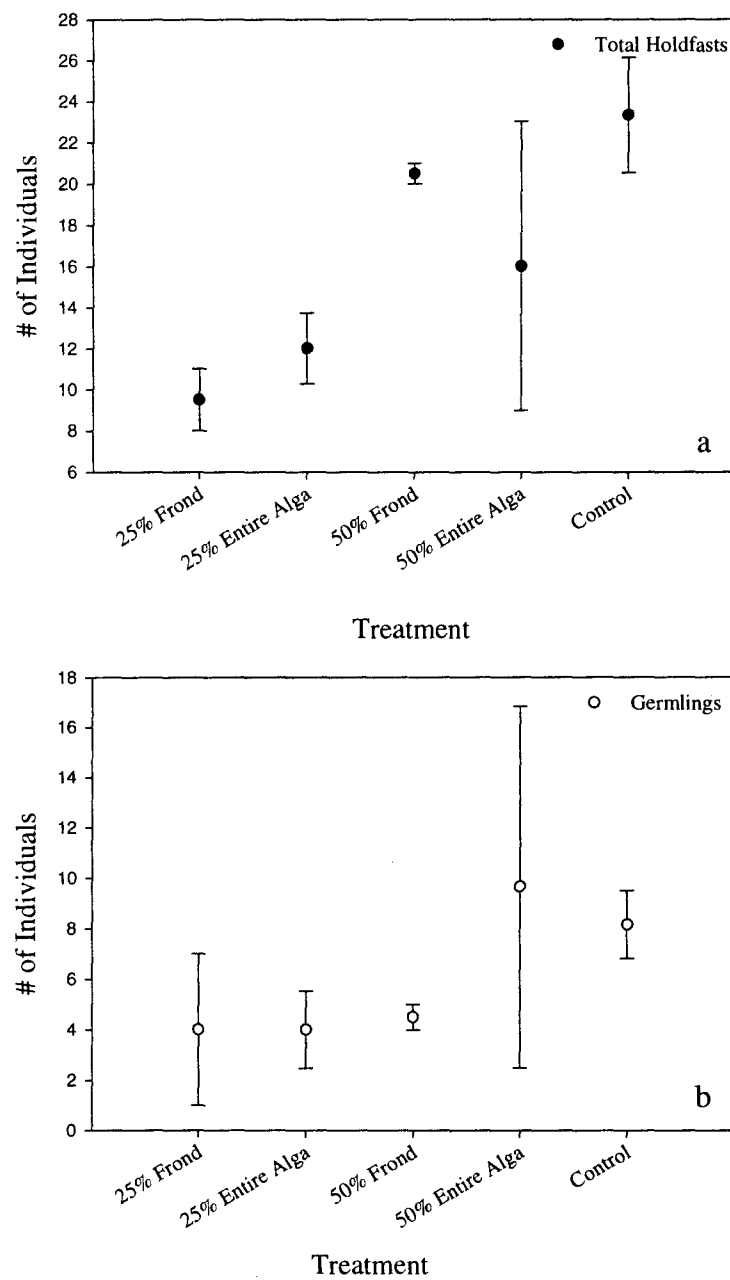 28
26
24
22
20
18
16
14
12
10
8
6
# of Individuals
Total Holdfasts
a
25% Frond
25% Entire Alga
50% Frond
50% Entire Alga
Control
Treatment
18
16
14
12
10
8
6
4
2
0
# of Individuals
Germlings
b
25% Frond
25% Entire Alga
50% Frond
50% Entire Alga
Control
Treatment